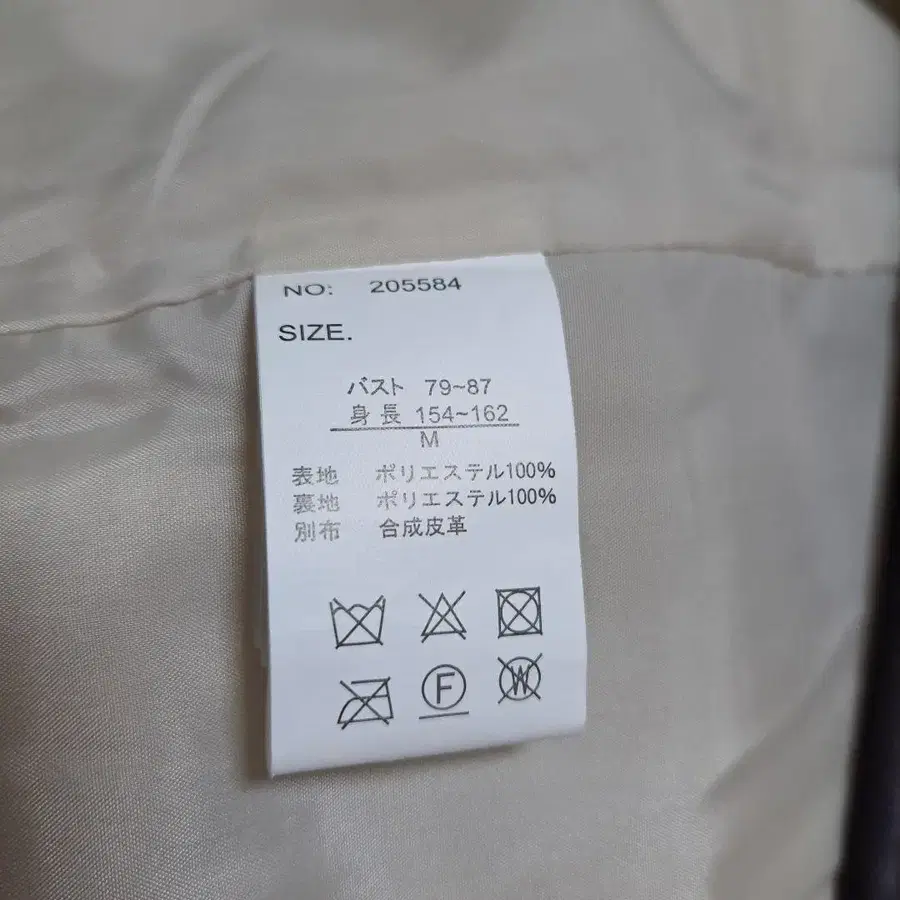 NO: 205584
SIZE.
バスト 79~87
身長 154~162
M
表地 ポリエステル100%
裏地 ポリエステル100%
別布 合成皮革
F
W